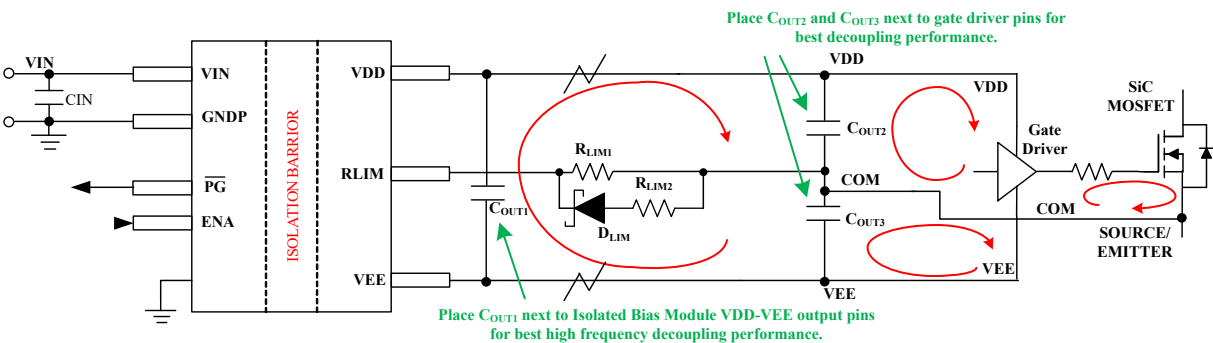 Place COUT2 and COUT3 next to gate driver pins for
best decoupling performance.
VIN
VIN
CIN
GNDP
PG
ENA
ISOLATION BARRIOR
VDD
RLIM
VEE
COUT1
RLIM1
RLIM2
DLIM
VDD
COUT2
COM
COUT3
VEE
VDD
Gate
Driver
VEE
SiC
MOSFET
COM
SOURCE/
EMITTER
Place COUT1 next to Isolated Bias Module VDD-VEE output pins
for best high frequency decoupling performance.